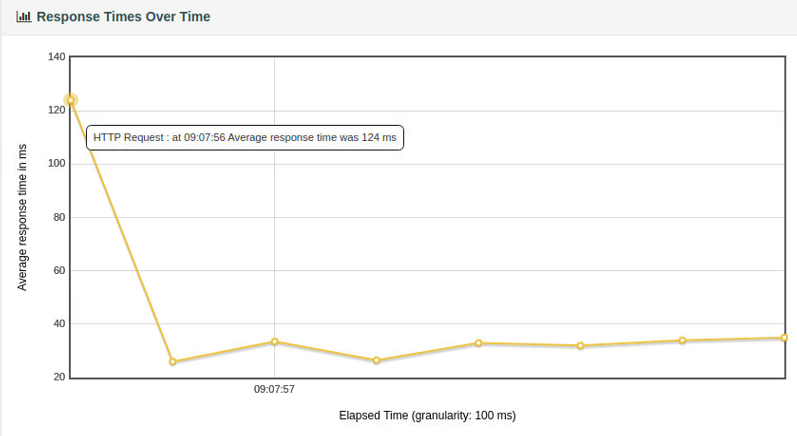 Response Times Over Time
140
120
100
80
60
40
20
Average response time in ms
HTTP Request : at 09:07:56 Average response time was 124 ms
09:07:57
Elapsed Time (granularity: 100 ms)